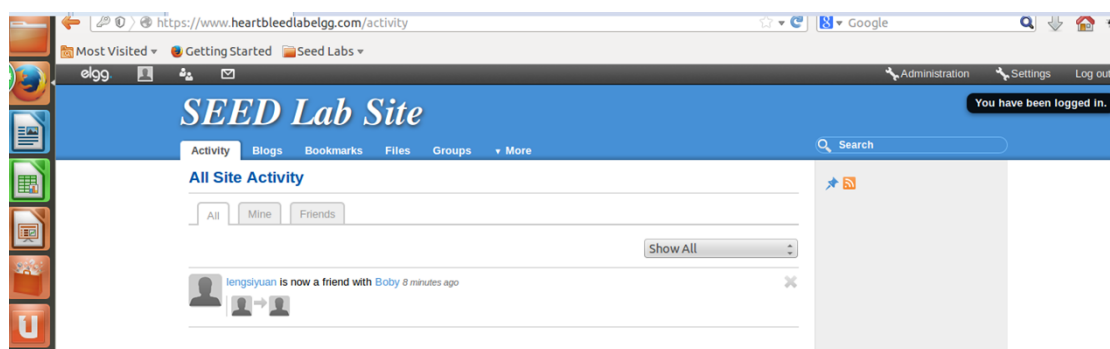 https://www.heartbleedlabelgg.com/activity
Google
Most Visited
Getting Started
Seed Labs
elgg
Administration
Settings
Log out
SEED Lab Site
You have been logged in.
Activity
Blogs
Bookmarks
Files
Groups
More
Search
All Site Activity
All
Mine
Friends
Show All
lengsiyuan is now a friend with Boby 8 minutes ago